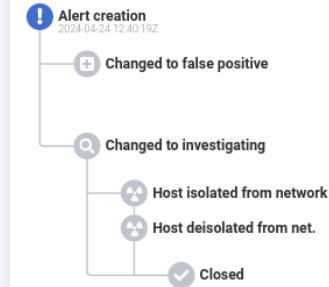 Alert creation
2024-04-24 12:40:19Z
Changed to false positive
Changed to investigating
Host isolated from network
Host deisolated from net.
Closed